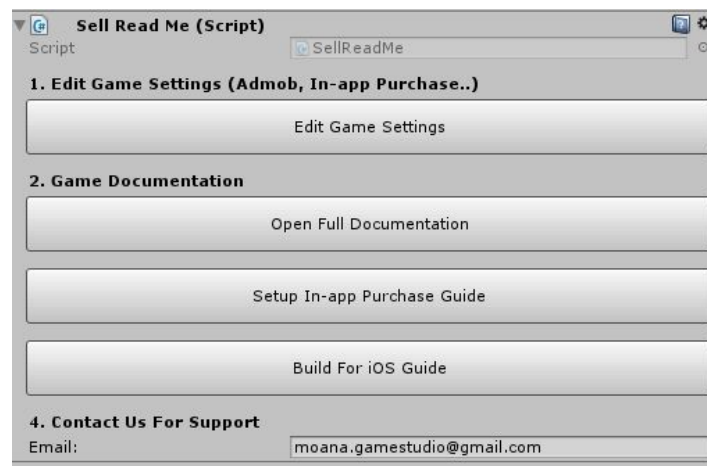 Sell Read Me (Script)
Script SellReadMe
1. Edit Game Settings (Admob, In-app Purchase..)
Edit Game Settings
2. Game Documentation
Open Full Documentation
Setup In-app Purchase Guide
Build For iOS Guide
4. Contact Us For Support
Email: moana.gamestudio@gmail.com